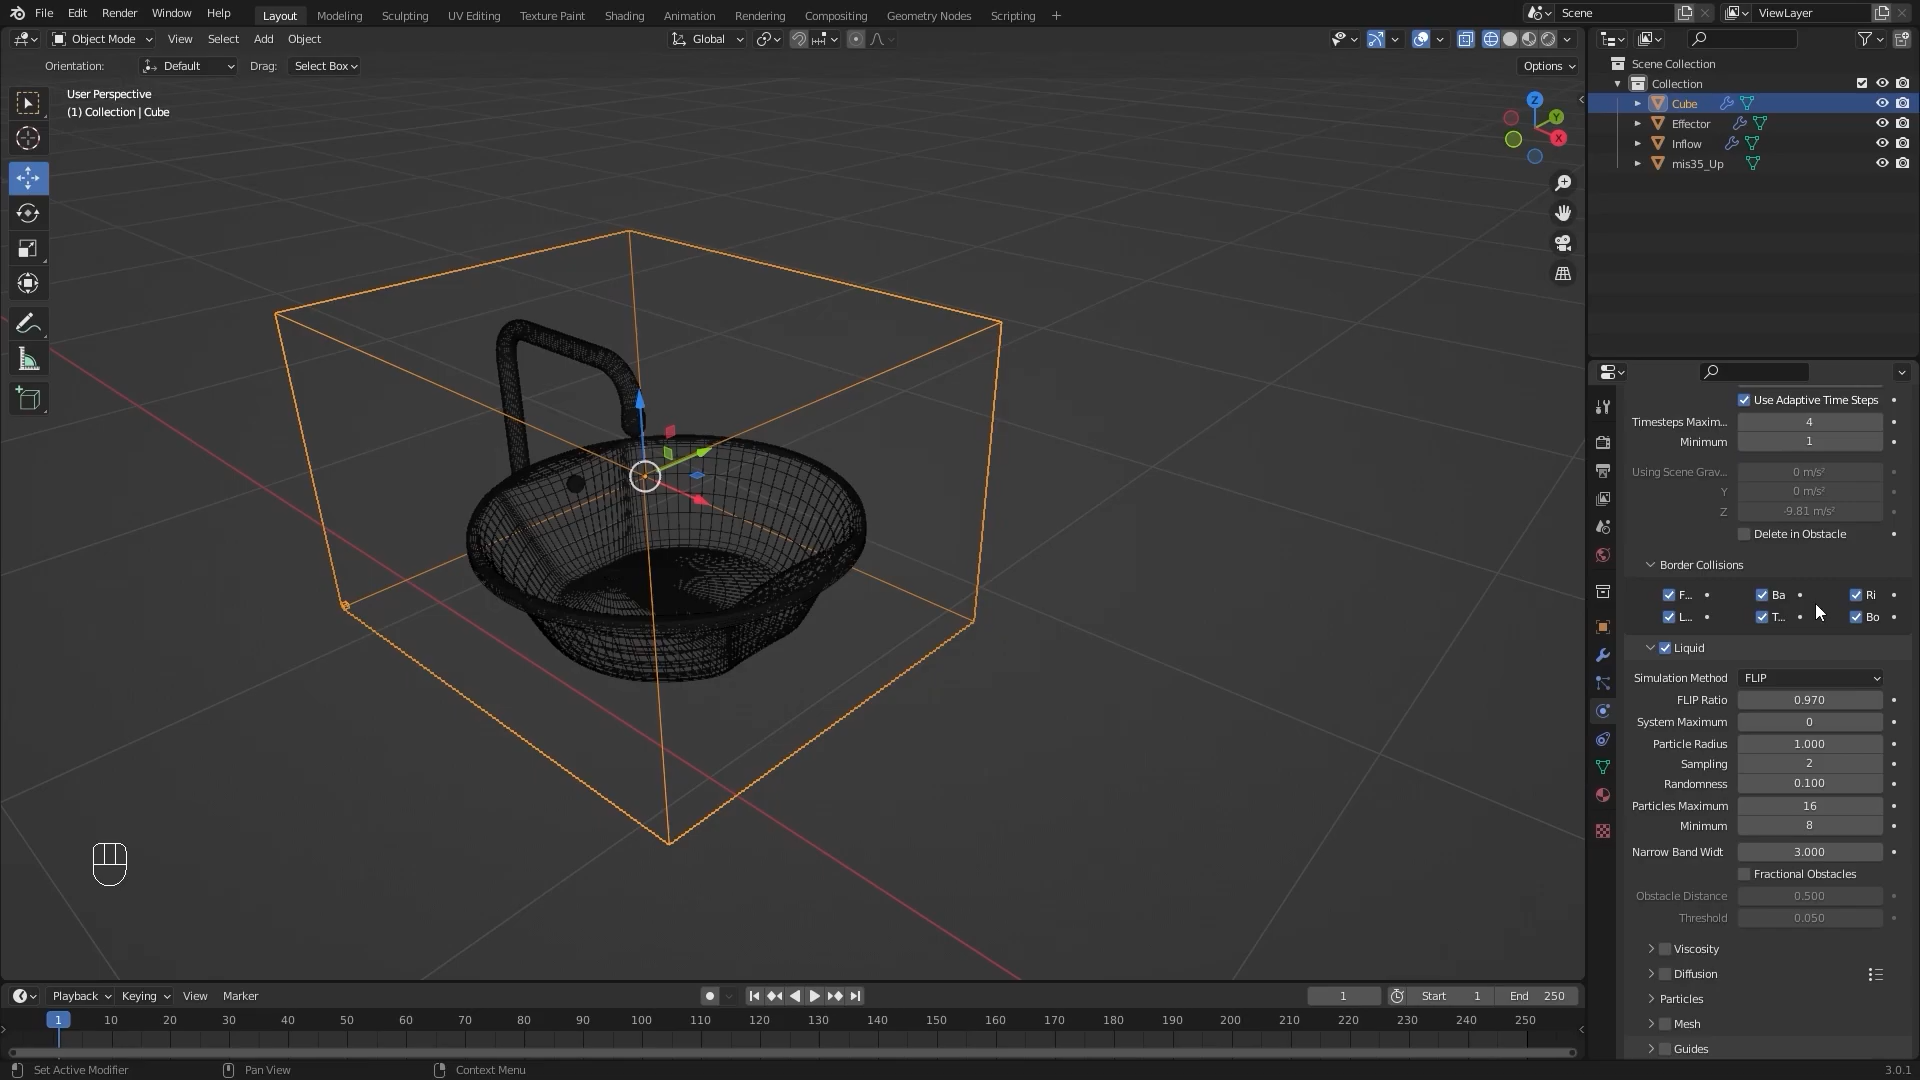 File Edit Render Window Help Layout Modeling Sculpting UV Editing Texture Paint Shading Animation Rendering Compositing Geometry Nodes Scripting + Scene ViewLayer
Object Mode View Select Add Object Global
Orientation: Default Drag: Select Box Options
User Perspective
(1) Collection | Cube
Z
Y
X
Scene Collection
Collection
Cube
Effector
Inflow
mis35_Up
Use Adaptive Time Steps
Timesteps Maxim... 4
Minimum 1
Using Scene Grav... 0 m/s²
Y 0 m/s²
Z -9.81 m/s²
Delete in Obstacle
Border Collisions
F... Ba Ri
L... T... Bo
Liquid
Simulation Method FLIP
FLIP Ratio 0.970
System Maximum 0
Particle Radius 1.000
Sampling 2
Randomness 0.100
Particles Maximum 16
Minimum 8
Narrow Band Widt 3.000
Fractional Obstacles
Obstacle Distance 0.500
Threshold 0.050
Viscosity
Diffusion
Particles
Mesh
Guides
Playback Keying View Marker 1 Start 1 End 250
1 10 20 30 40 50 60 70 80 90 100 110 120 130 140 150 160 170 180 190 200 210 220 230 240 250
Set Active Modifier Pan View Context Menu 3.0.1